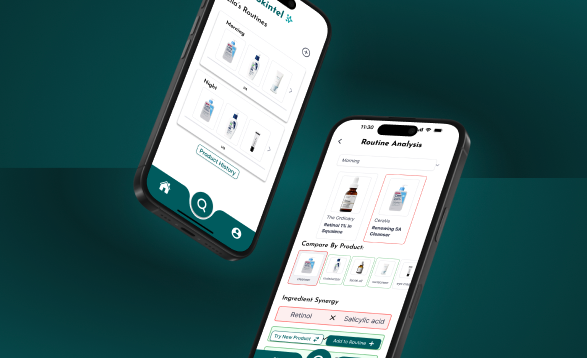 Skintel
Ella's Routines
Morning
Night
Product History
11:30
Routine Analysis
Morning
The Ordinary
Retinol 1% in
Squalane
CeraVe
Renewing SA
Cleanser
Compare By Product:
Ingredient Synergy
Retinol
Salicylic acid
Try New Product
Add to Routine +